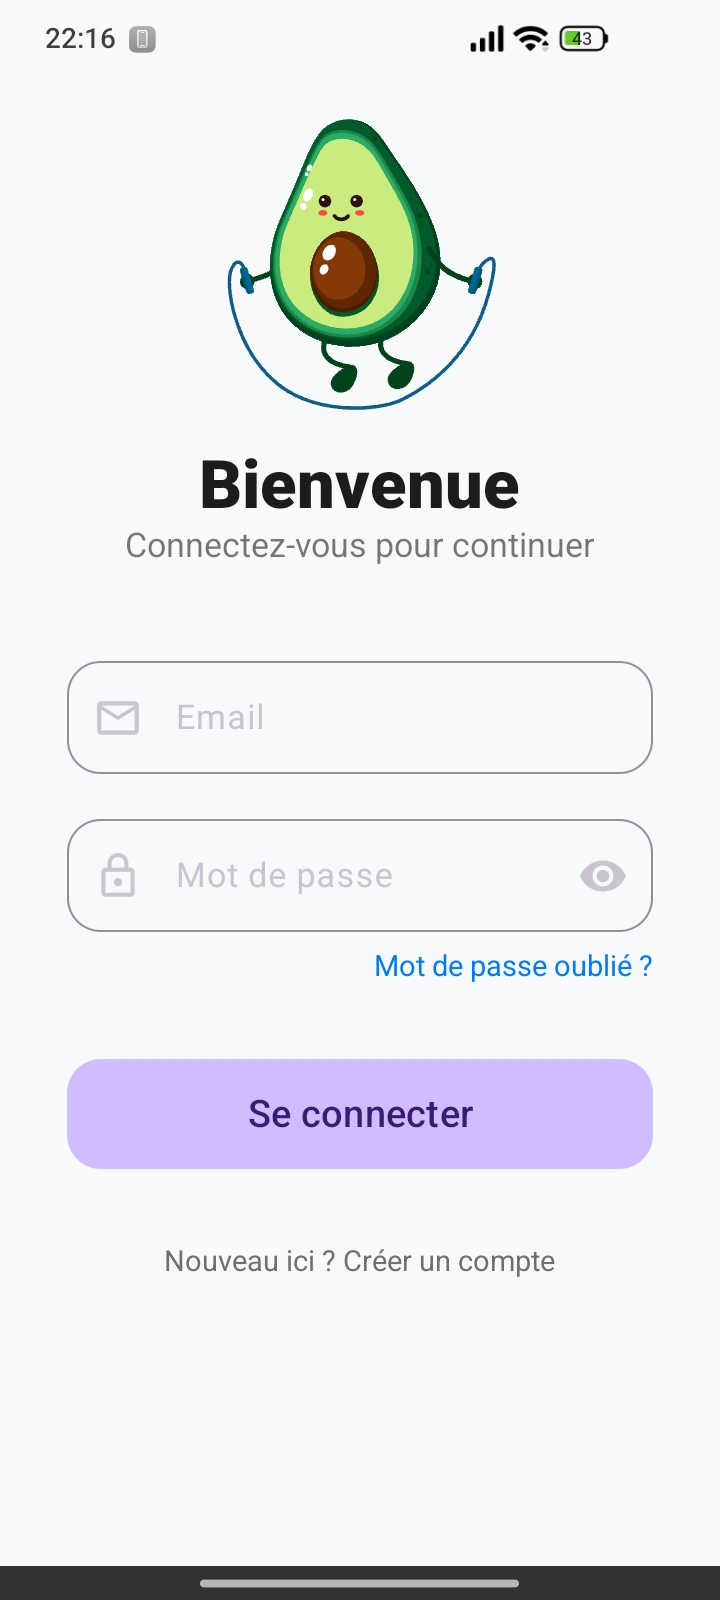 22:16
43
Bienvenue
Connectez-vous pour continuer
Email
Mot de passe
Mot de passe oublié ?
Se connecter
Nouveau ici ? Créer un compte